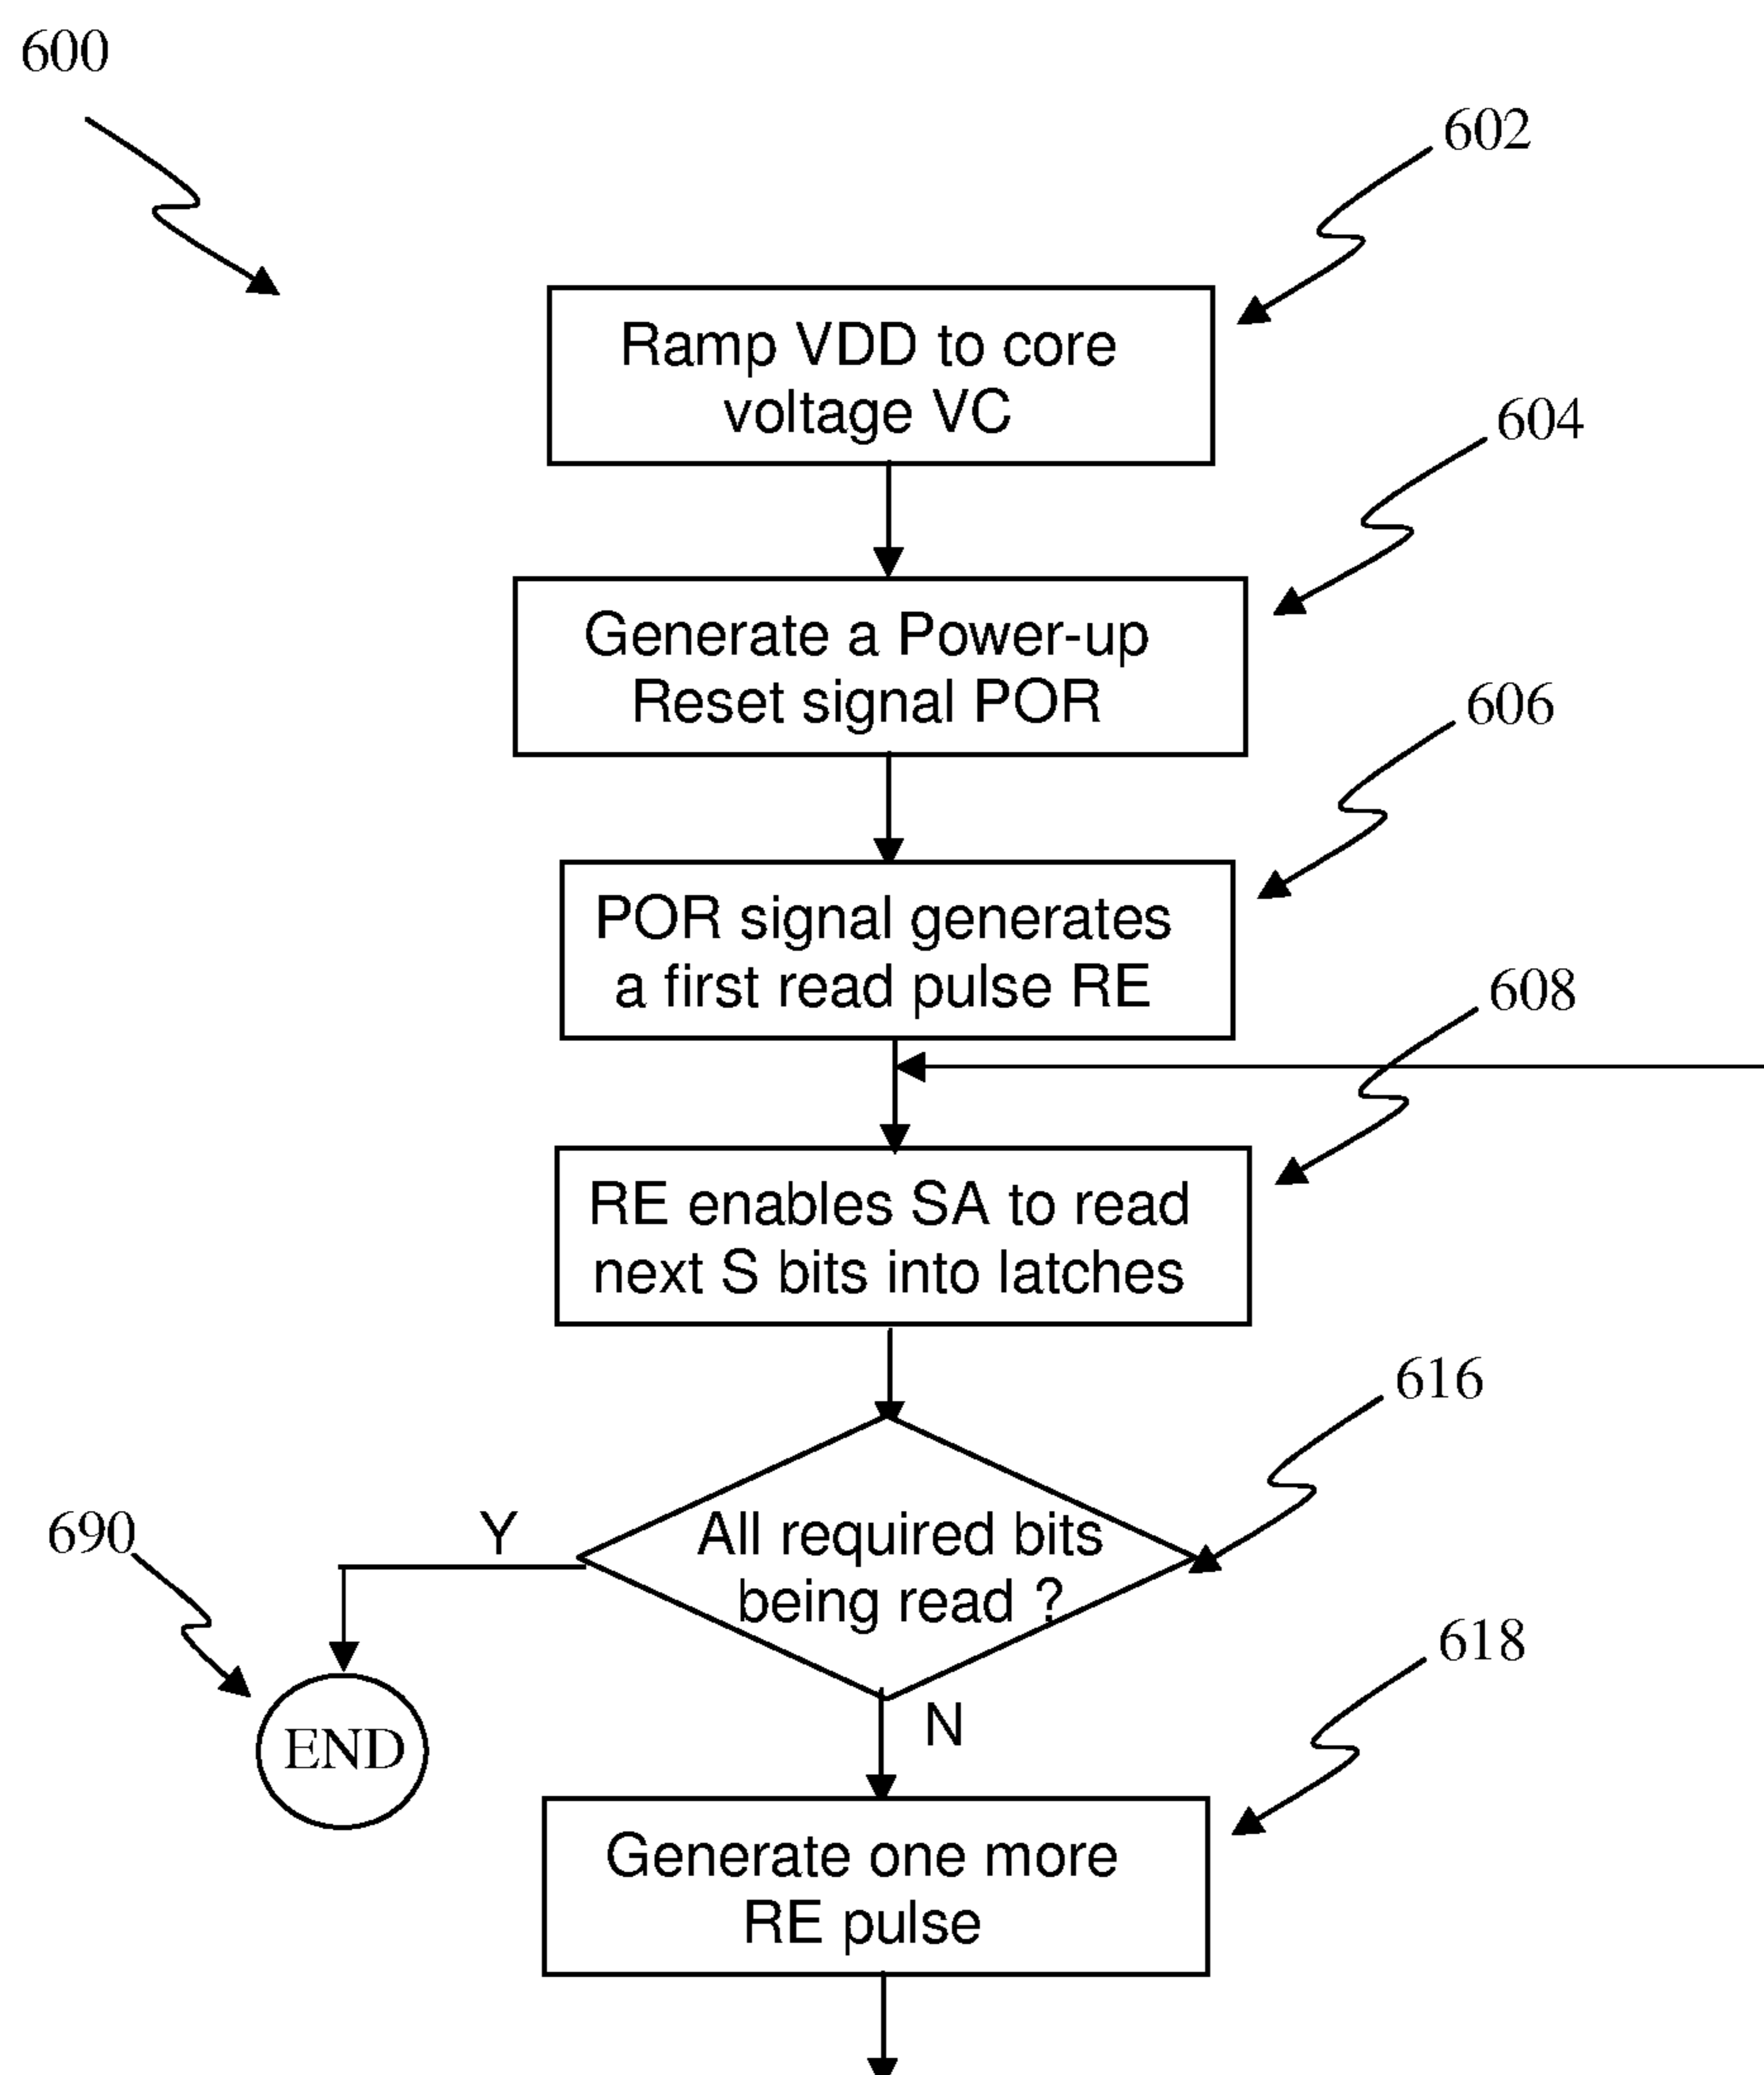 600
602
Ramp VDD to core
voltage VC
604
Generate a Power-up
Reset signal POR
606
POR signal generates
a first read pulse RE
608
RE enables SA to read
next S bits into latches
616
690
Y
All required bits
being read ?
618
END
N
Generate one more
RE pulse